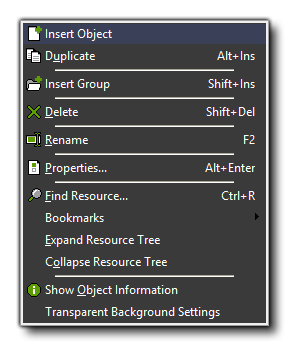 Insert Object
Duplicate Alt+Ins
Insert Group Shift+Ins
Delete Shift+Del
Rename F2
Properties... Alt+Enter
Find Resource... Ctrl+R
Bookmarks
Expand Resource Tree
Collapse Resource Tree
Show Object Information
Transparent Background Settings